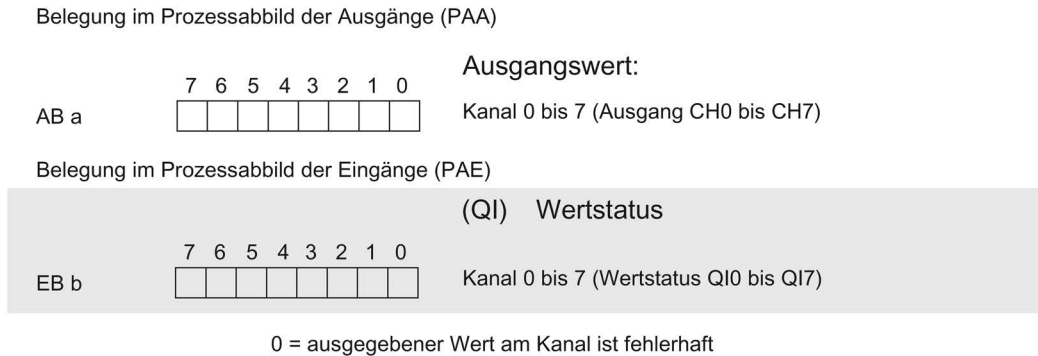 Belegung im Prozessabbild der Ausgänge (PAA)
Ausgangswert:
7 6 5 4 3 2 1 0
AB a
Kanal 0 bis 7 (Ausgang CH0 bis CH7)
Belegung im Prozessabbild der Eingänge (PAE)
(QI) Wertstatus
7 6 5 4 3 2 1 0
EB b
Kanal 0 bis 7 (Wertstatus QI0 bis QI7)
0 = ausgegebener Wert am Kanal ist fehlerhaft